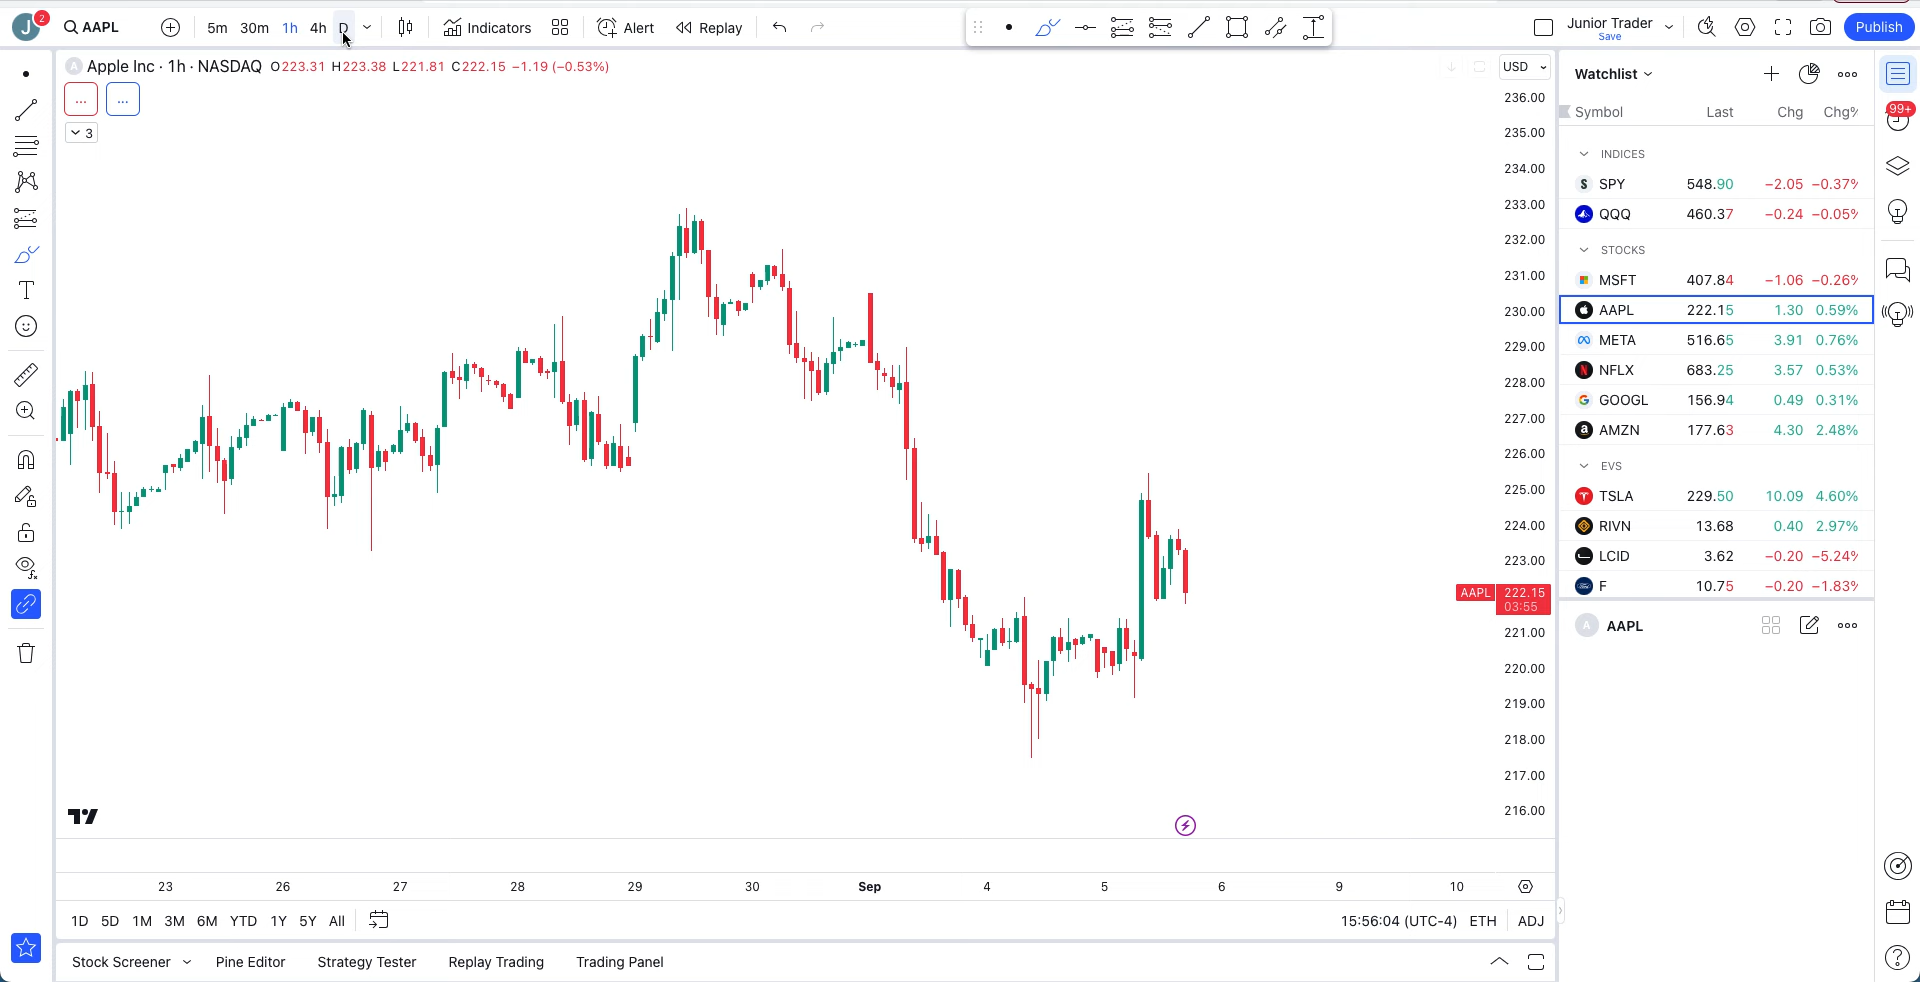 J 2 AAPL 5m 30m 1h 4h D Indicators Alert Replay Junior Trader Save Publish
Apple Inc · 1h · NASDAQ O223.31 H223.38 L221.81 C222.15 −1.19 (−0.53%) USD
... ...
3
236.00
235.00
234.00
233.00
232.00
231.00
230.00
229.00
228.00
227.00
226.00
225.00
224.00
223.00
AAPL 222.15
03:55
221.00
220.00
219.00
218.00
217.00
216.00
23 26 27 28 29 30 Sep 4 5 6 9 10
1D 5D 1M 3M 6M YTD 1Y 5Y All 15:56:04 (UTC-4) ETH ADJ
Stock Screener Pine Editor Strategy Tester Replay Trading Trading Panel
Watchlist
Symbol Last Chg Chg%
INDICES
SPY 548.90 −2.05 −0.37%
QQQ 460.37 −0.24 −0.05%
STOCKS
MSFT 407.84 −1.06 −0.26%
AAPL 222.15 1.30 0.59%
META 516.65 3.91 0.76%
NFLX 683.25 3.57 0.53%
GOOGL 156.94 0.49 0.31%
AMZN 177.63 4.30 2.48%
EVS
TSLA 229.50 10.09 4.60%
RIVN 13.68 0.40 2.97%
LCID 3.62 −0.20 −5.24%
F 10.75 −0.20 −1.83%
A AAPL
99+